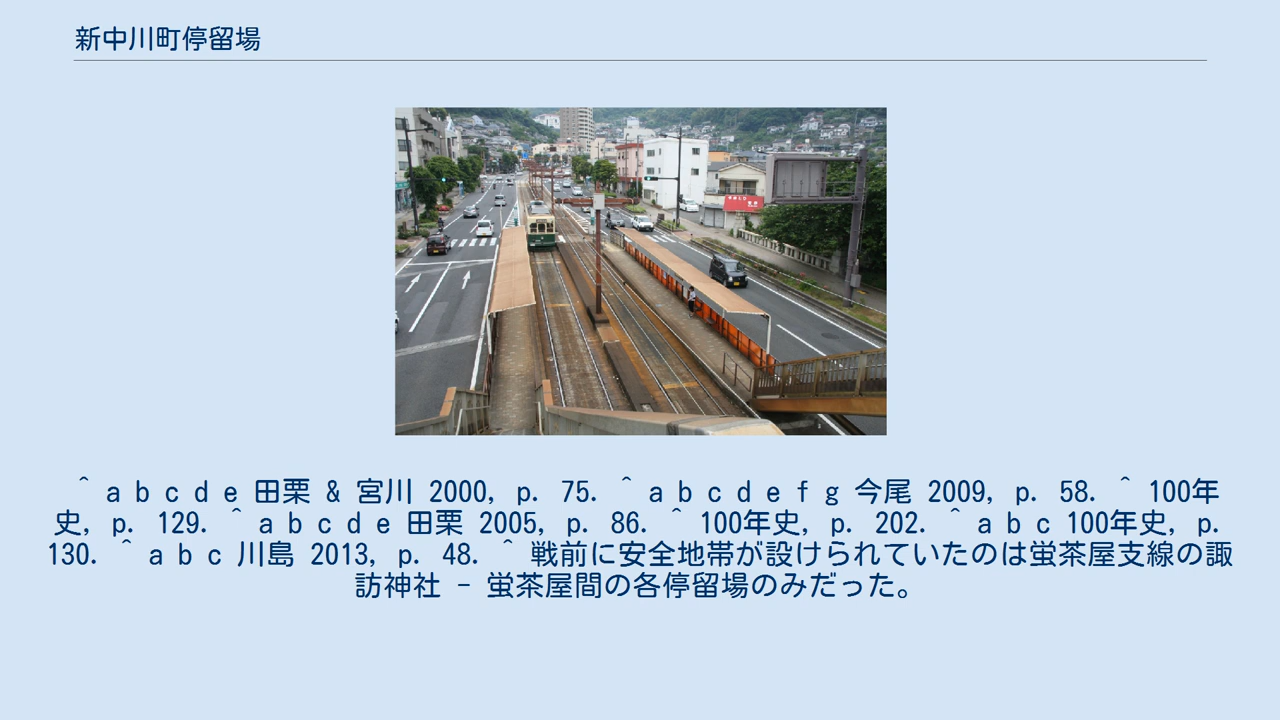 新中川町停留場
^ a b c d e 田栗 & 宮川 2000, p. 75. ^ a b c d e f g 今尾 2009, p. 58. ^ 100年
史, p. 129. ^ a b c d e 田栗 2005, p. 86. ^ 100年史, p. 202. ^ a b c 100年史, p.
130. ^ a b c 川島 2013, p. 48. ^ 戦前に安全地帯が設けられていたのは蛍茶屋支線の諏
訪神社 - 蛍茶屋間の各停留場のみだった。